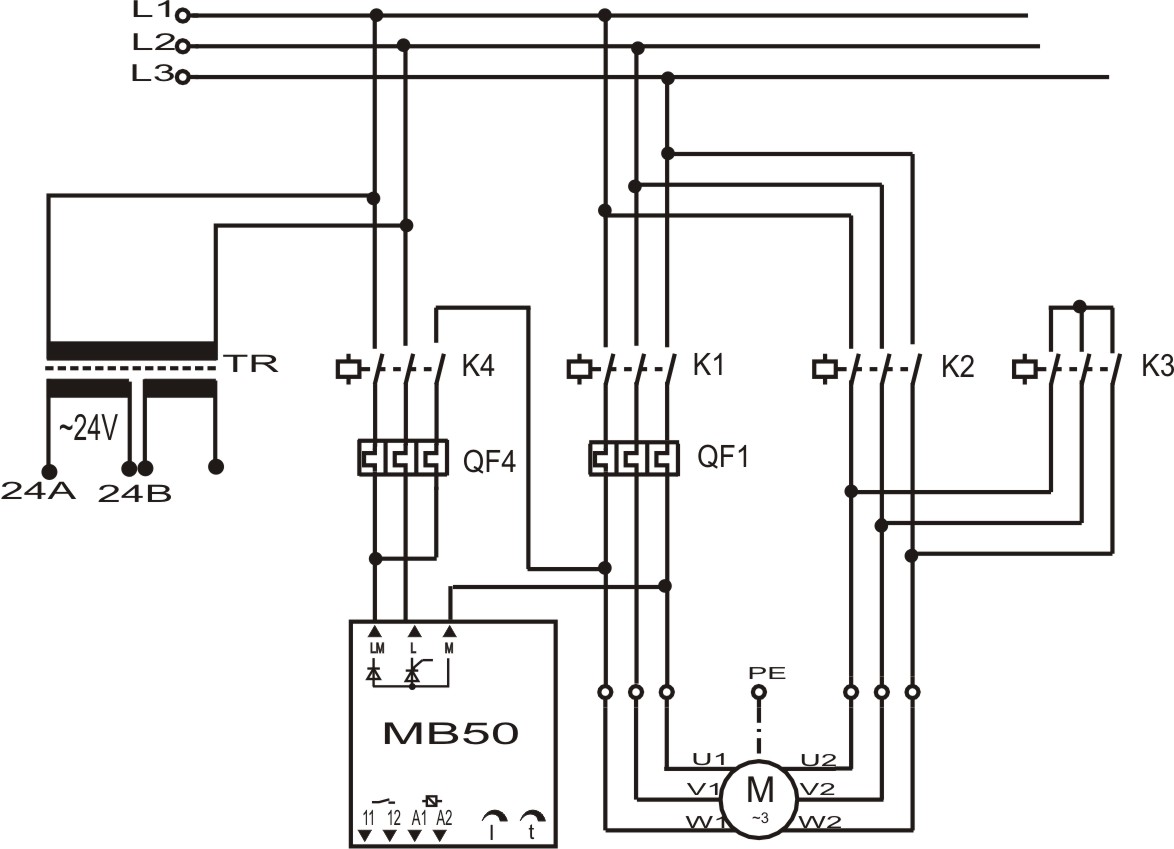 L1
L2
L3
TR
K4
K1
K2
K3
~24V
QF4
QF1
24A
24B
LM L M
PE
MB50
U1 U2
V1 M V2
~3
W1 W2
11 12 A1 A2
I t